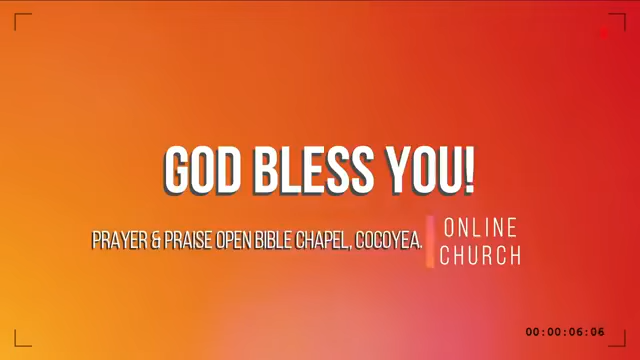 GOD BLESS YOU!
PRAYER & PRAISE OPEN BIBLE CHAPEL, COCOYEA.
ONLINE
CHURCH
00:00:06:06